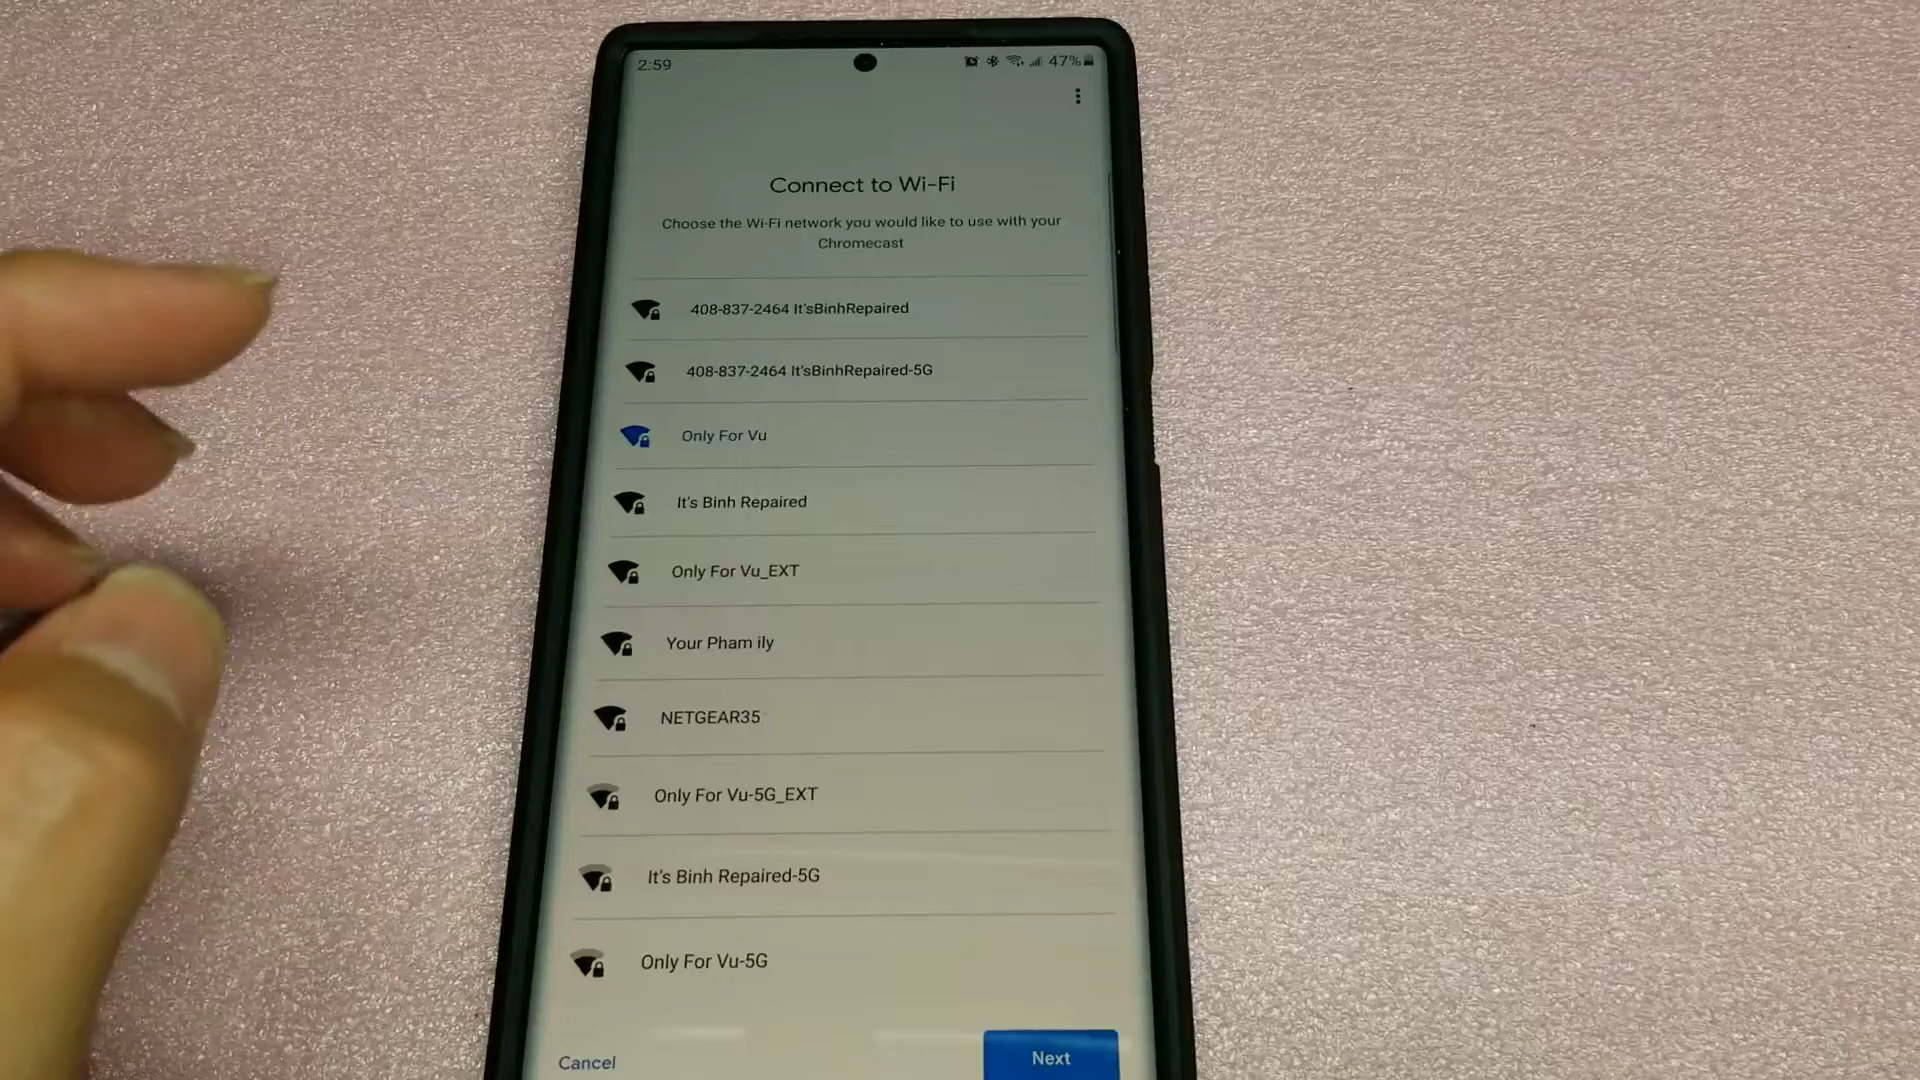 2:59
47%
Connect to Wi-Fi
Choose the Wi-Fi network you would like to use with your
Chromecast
408-837-2464 It'sBinhRepaired
408-837-2464 It'sBinhRepaired-5G
Only For Vu
It's Binh Repaired
Only For Vu_EXT
Your Pham ily
NETGEAR35
Only For Vu-5G_EXT
It's Binh Repaired-5G
Only For Vu-5G
Cancel
Next